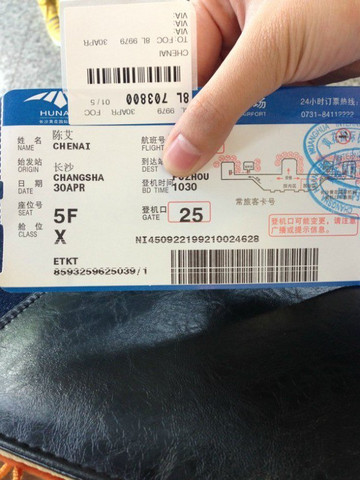 VIA:
VIA:
TO: FOC 8L 9979 30APR
CHENAI
8L 703800
8L 9979 30APR
FOC 01/5
HUNA
24小时订票热线:
0731-841
姓 名
NAME
陈艾
CHENAI
航班号
FLIGHT
始发站
ORIGIN
长沙
CHANGSHA
到达站
DEST
FUZHOU
日 期
DATE
30APR
登机时间
BD TIME
1030
座位号
SEAT
5F
登机口
GATE
25
常旅客卡号
舱 位
CLASS
X
登机口可能变更，请注意
广播或提示信息。
NI450922199210024628
ETKT
8593259625039/1